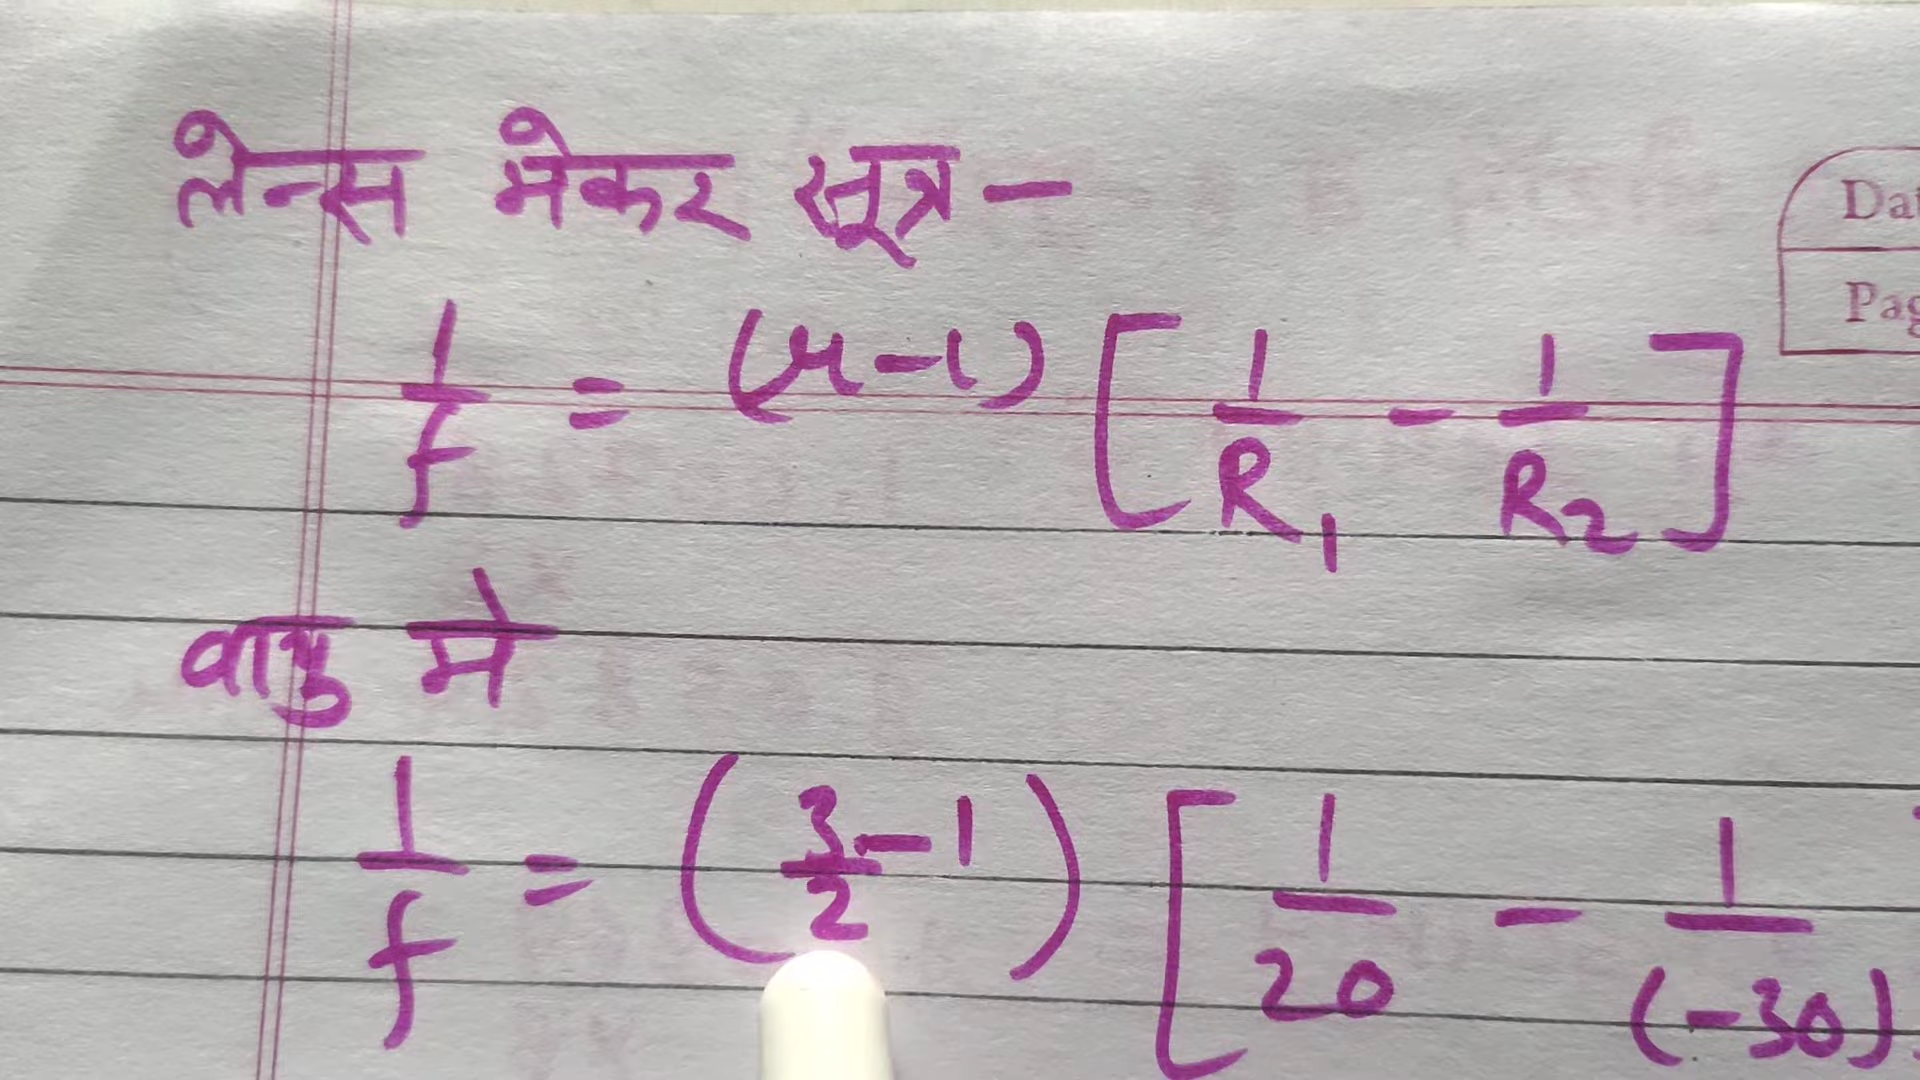 लेन्स मेकर सूत्र –
1/f = (μ-1) [1/R₁ - 1/R₂]
वायु मे
1/f = (3/2 - 1) [1/20 - 1/(-30)